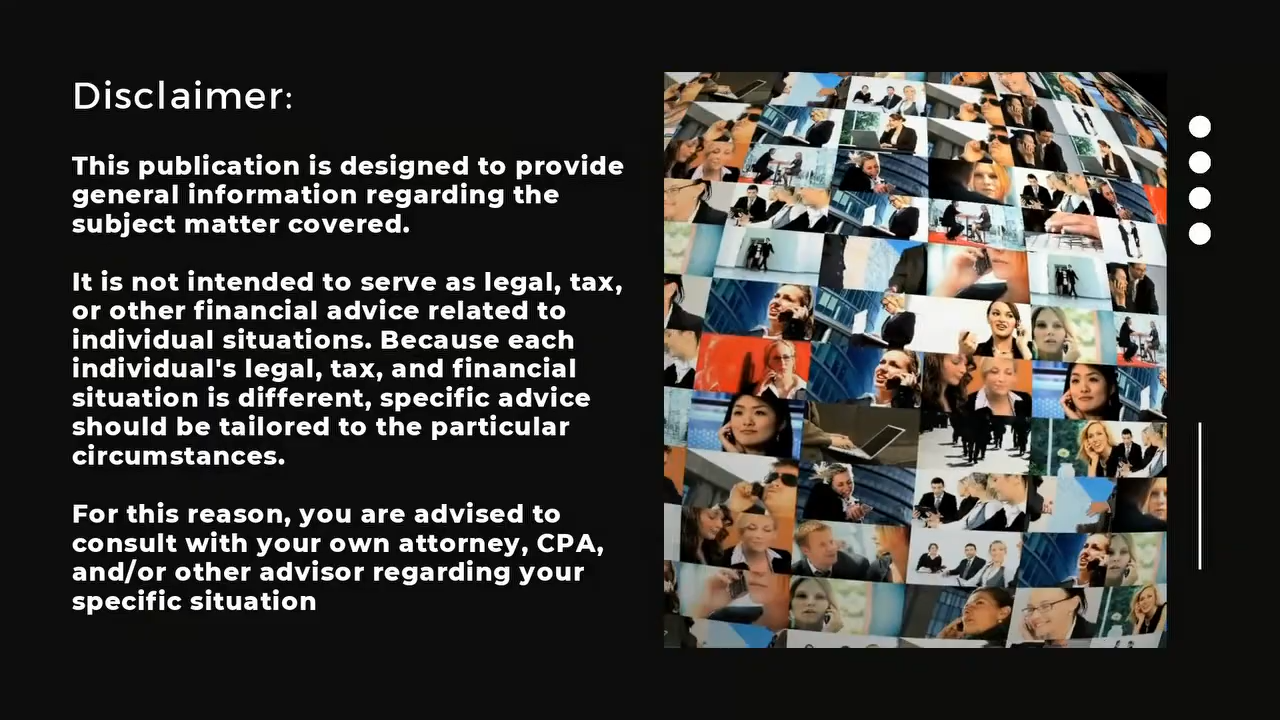 Disclaimer:
This publication is designed to provide
general information regarding the
subject matter covered.
It is not intended to serve as legal, tax,
or other financial advice related to
individual situations. Because each
individual's legal, tax, and financial
situation is different, specific advice
should be tailored to the particular
circumstances.
For this reason, you are advised to
consult with your own attorney, CPA,
and/or other advisor regarding your
specific situation